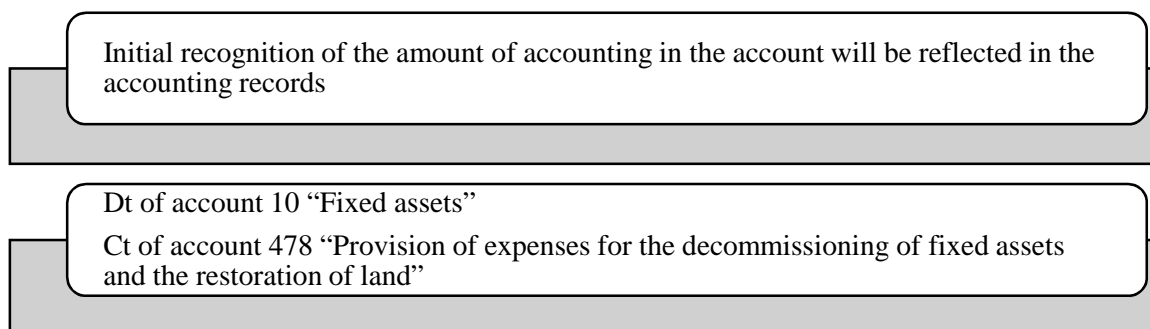 Initial recognition of the amount of accounting in the account will be reflected in the
accounting records
Dt of account 10 “Fixed assets”
Ct of account 478 “Provision of expenses for the decommissioning of fixed assets
and the restoration of land”